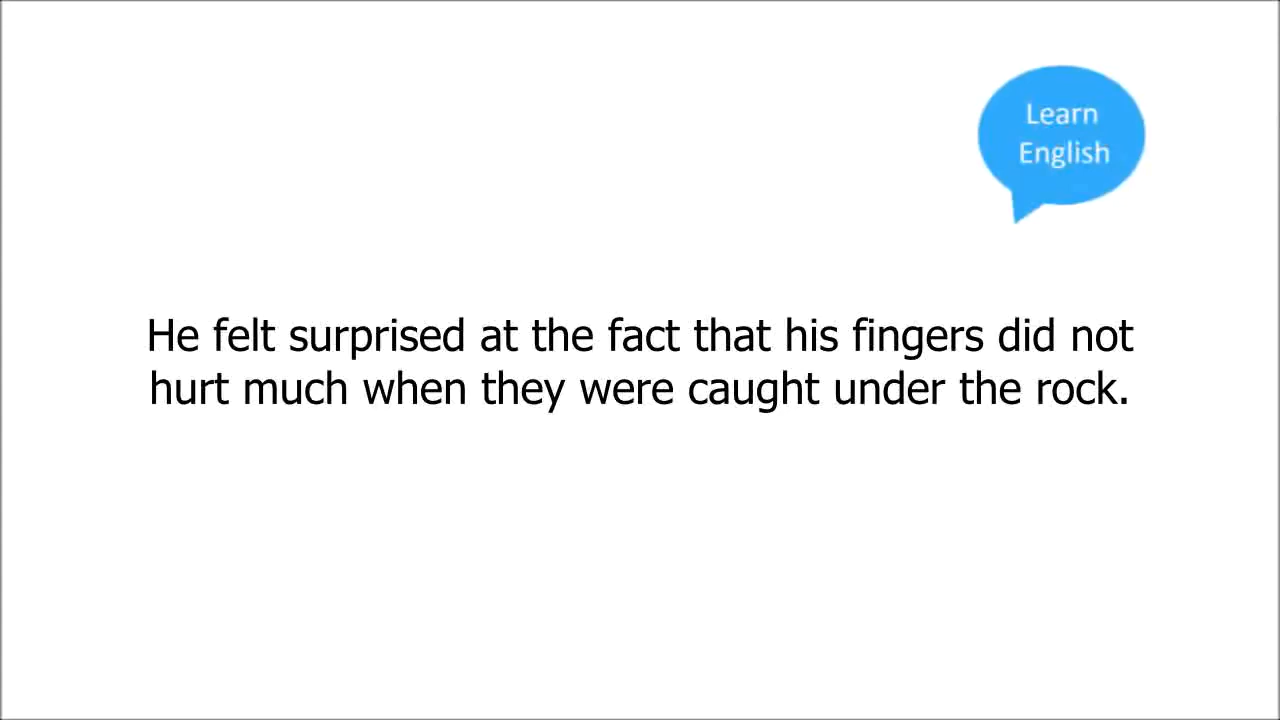 Learn
English
He felt surprised at the fact that his fingers did not
hurt much when they were caught under the rock.